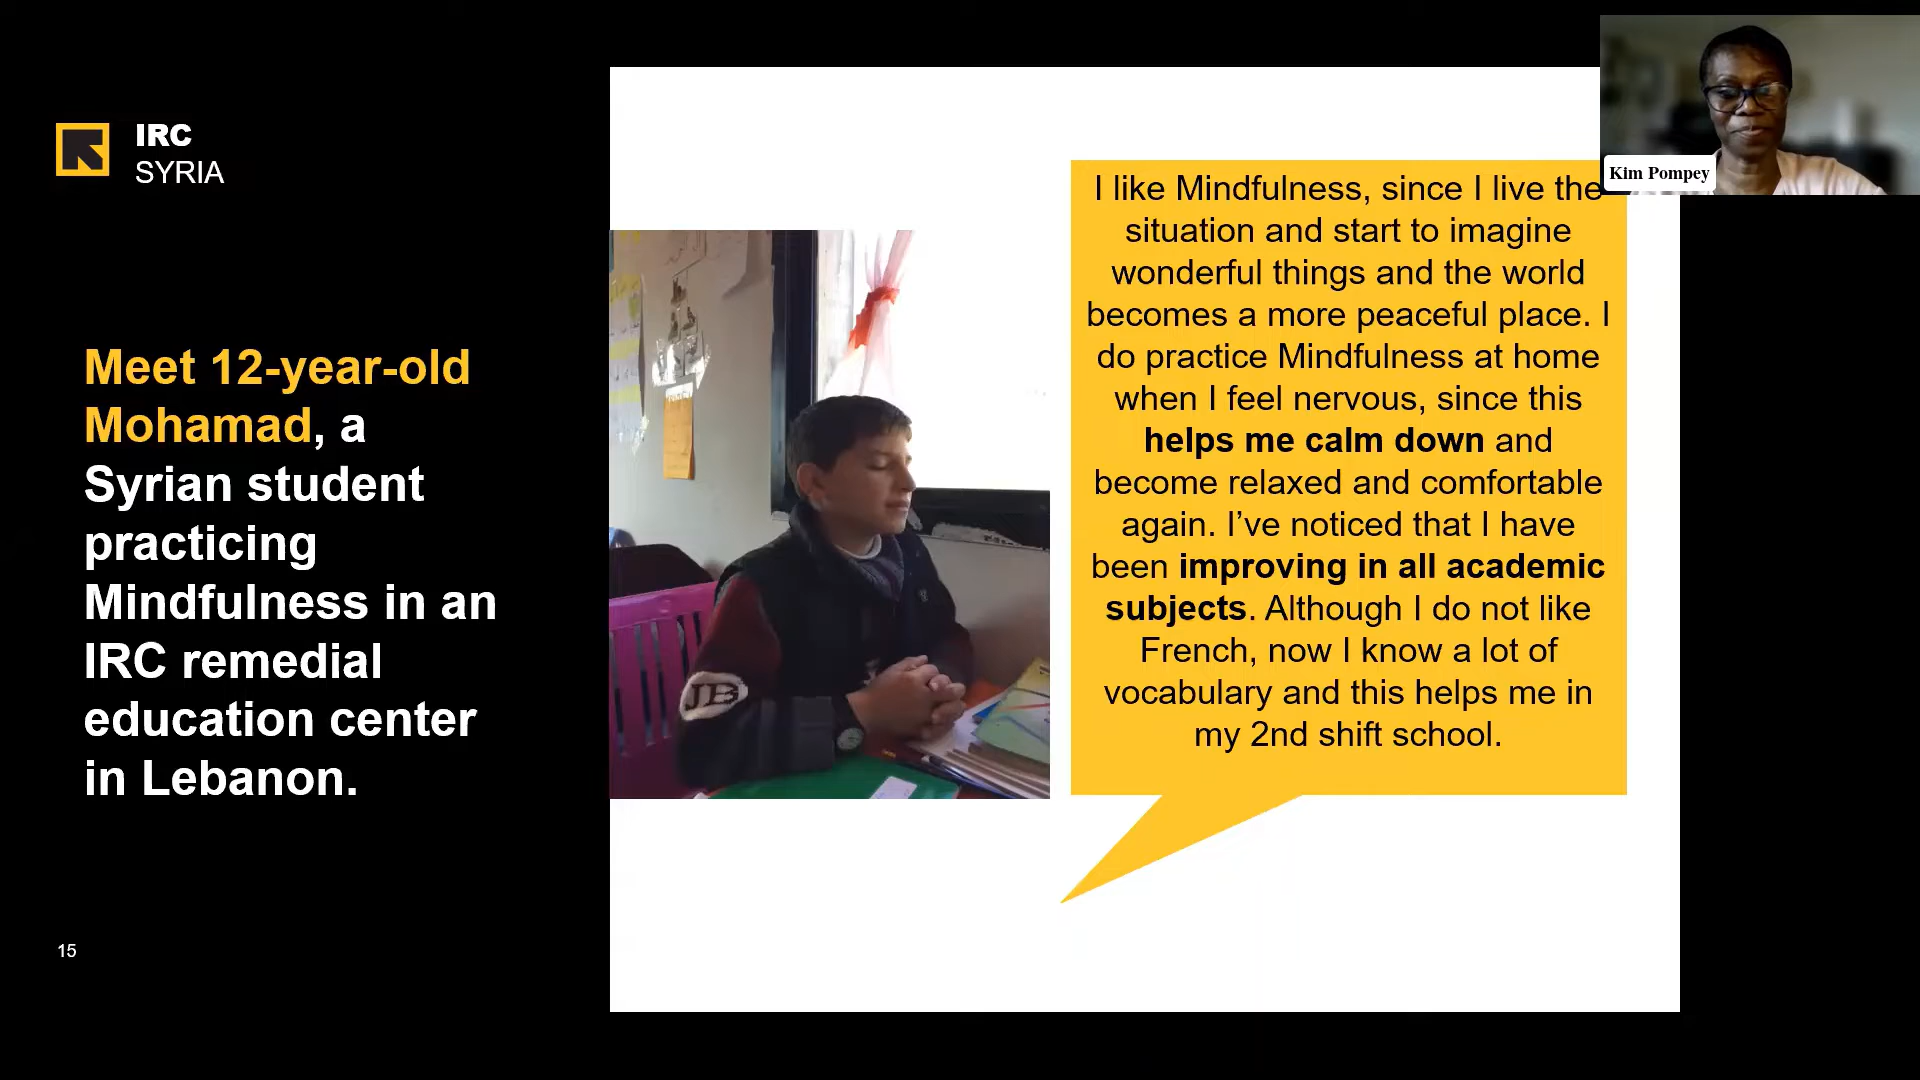 IRC
SYRIA
Meet 12-year-old
Mohamad, a
Syrian student
practicing
Mindfulness in an
IRC remedial
education center
in Lebanon.
15
JB
I like Mindfulness, since I live the
situation and start to imagine
wonderful things and the world
becomes a more peaceful place. I
do practice Mindfulness at home
when I feel nervous, since this
helps me calm down and
become relaxed and comfortable
again. I’ve noticed that I have
been improving in all academic
subjects. Although I do not like
French, now I know a lot of
vocabulary and this helps me in
my 2nd shift school.
Kim Pompey